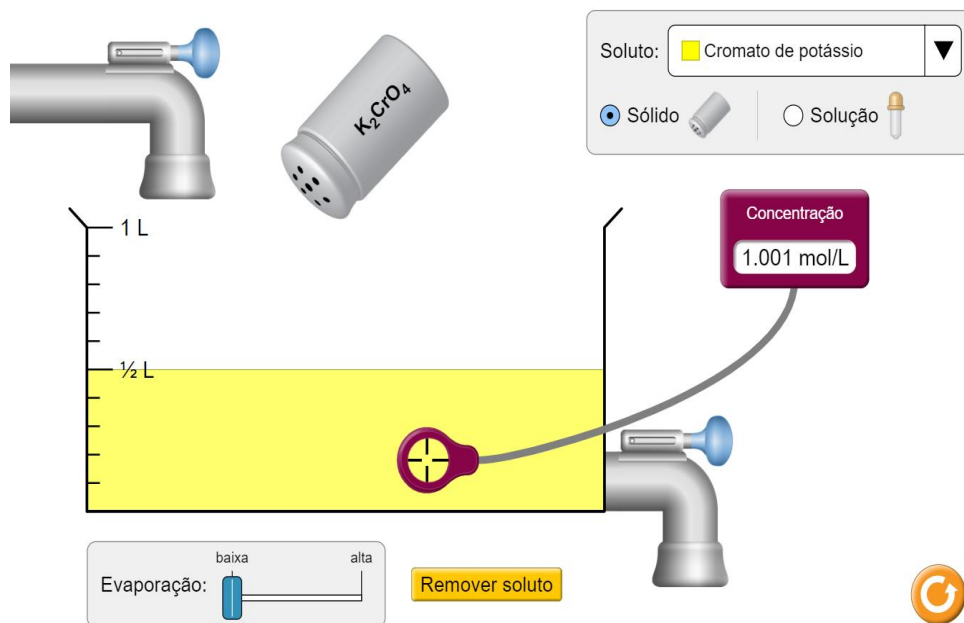 Soluto: Cromato de potássio
Sólido Solução
K₂CrO₄
Concentração
1.001 mol/L
1 L
½ L
baixa alta
Evaporação:
Remover soluto